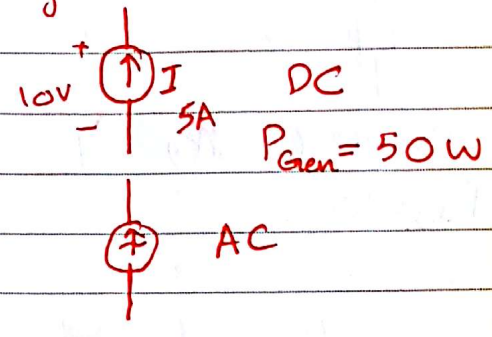 +
I
DC
10V
-
5A
P_Gen = 50W
AC